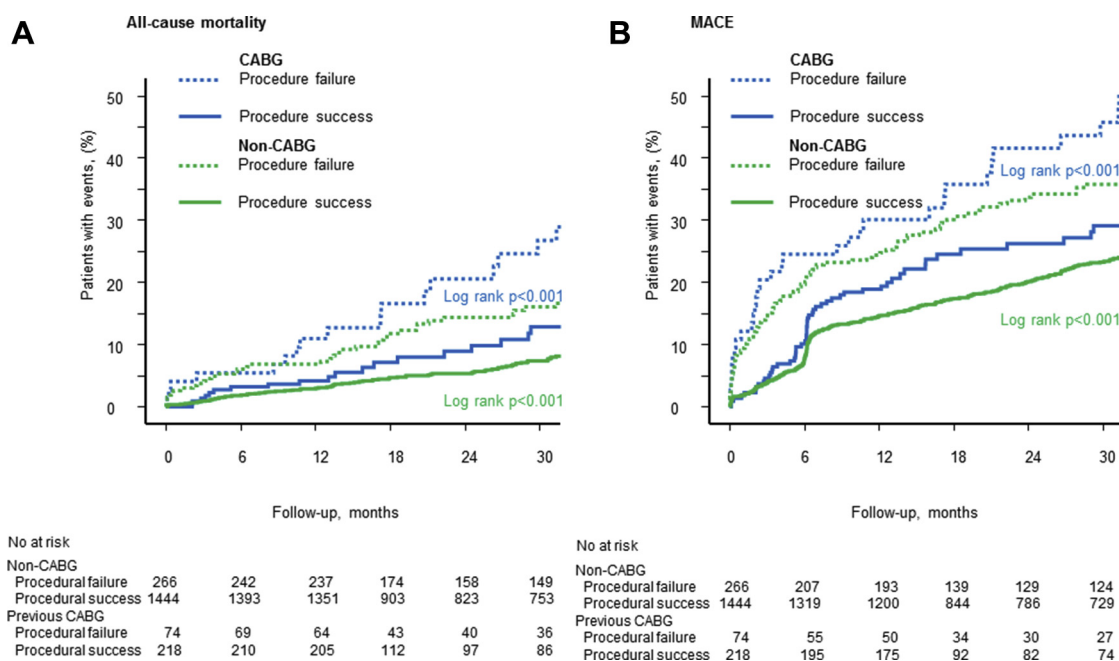 A
All-cause mortality
CABG
Procedure failure
Procedure success
Non-CABG
Procedure failure
Procedure success
Patients with events, (%)
50
40
30
20
10
0
Log rank p<0.001
Log rank p<0.001
0 6 12 18 24 30
Follow-up, months
No at risk
Non-CABG
Procedural failure 266 242 237 174 158 149
Procedural success 1444 1393 1351 903 823 753
Previous CABG
Procedural failure 74 69 64 43 40 36
Procedural success 218 210 205 112 97 86
B
MACE
CABG
Procedure failure
Procedure success
Non-CABG
Procedure failure
Procedure success
Patients with events, (%)
50
40
30
20
10
0
Log rank p<0.001
Log rank p<0.001
0 6 12 18 24 30
Follow-up, months
No at risk
Non-CABG
Procedural failure 266 207 193 139 129 124
Procedural success 1444 1319 1200 844 786 729
Previous CABG
Procedural failure 74 55 50 34 30 27
Procedural success 218 195 175 92 82 74